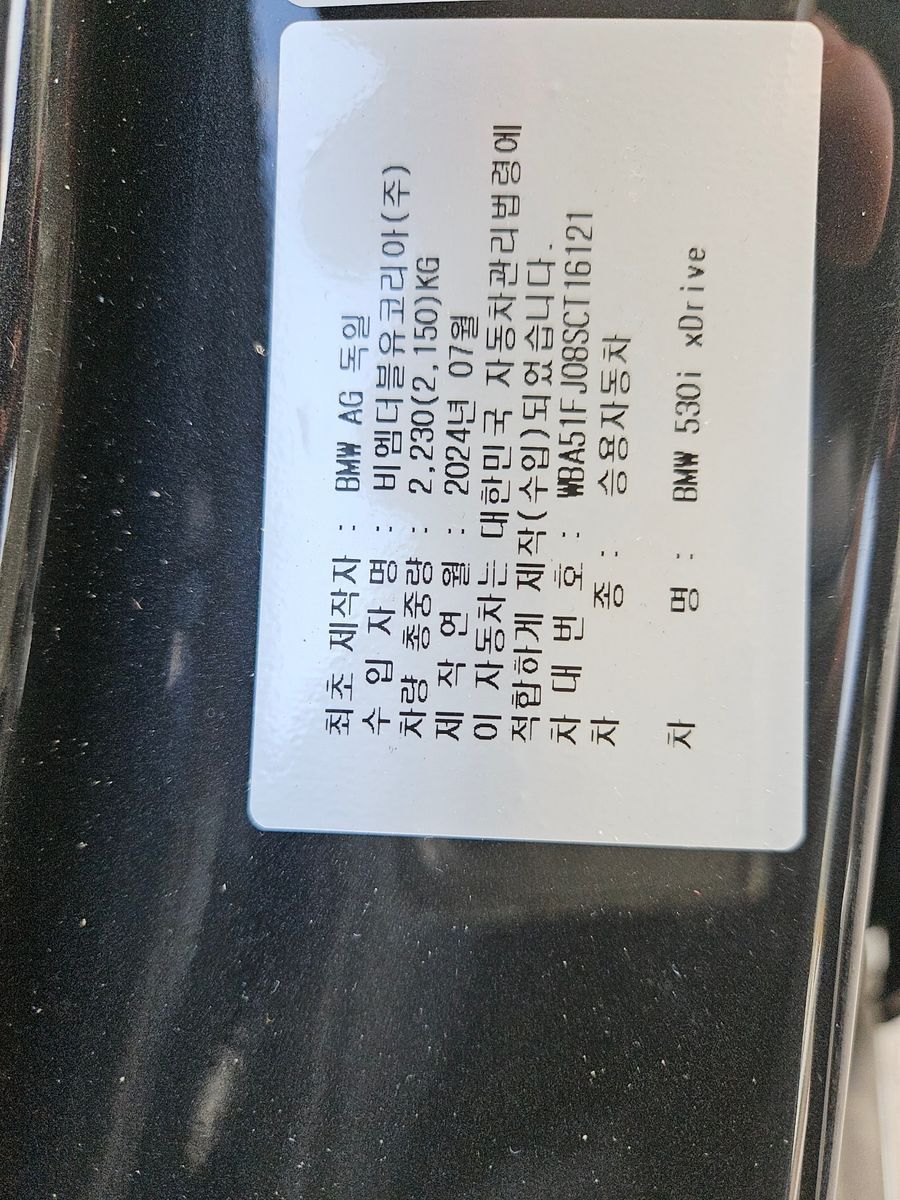 최초 제작자 : BMW AG 독일
수 입 자 명 : 비엠더블유코리아(주)
차량 총중량 : 2,230(2,150)KG
제 작 연 월 : 2024년 07월
이 자동차는 대한민국 자동차관리법령에
적합하게 제작(수입)되었습니다.
차 대 번 호 : WBA51FJ08SCT16121
차 종 : 승용자동차
차 명 : BMW 530i xDrive